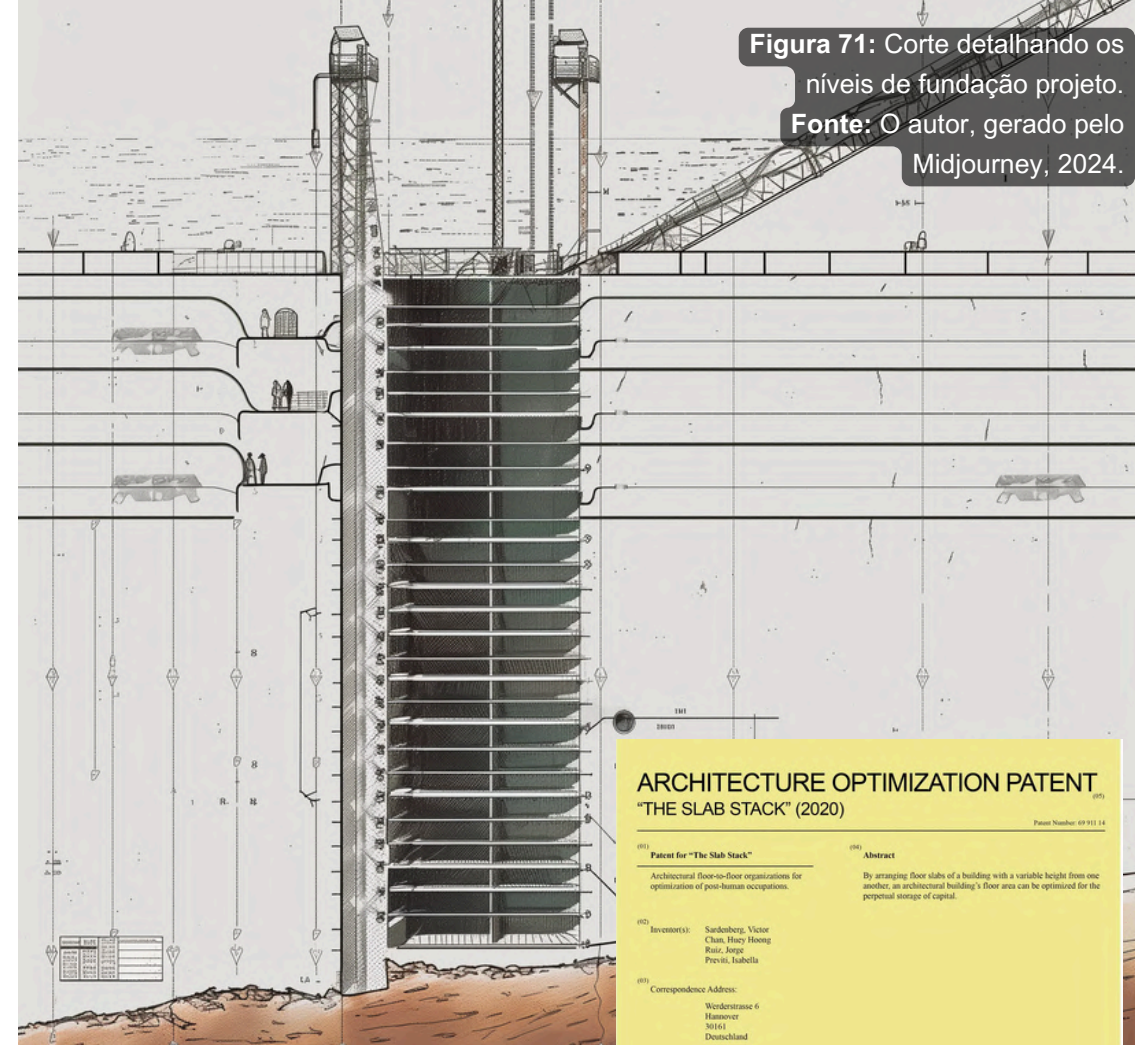 Figura 71: Corte detalhando os
níveis de fundação projeto.
Fonte: O autor, gerado pelo
Midjourney, 2024.
ARCHITECTURE OPTIMIZATION PATENT
(05)
“THE SLAB STACK” (2020)
Patent Number: 69 911 14
(01)
Patent for “The Slab Stack”
Architectural floor-to-floor organizations for
optimization of post-human occupations.
(02)
Inventor(s): Sardenberg, Victor
Chan, Huey Hoong
Ruiz, Jorge
Previti, Isabella
(03)
Correspondence Address:
Werderstrasse 6
Hannover
30161
Deutschland
(04)
Abstract
By arranging floor slabs of a building with a variable height from one
another, an architectural building’s floor area can be optimized for the
perpetual storage of capital.